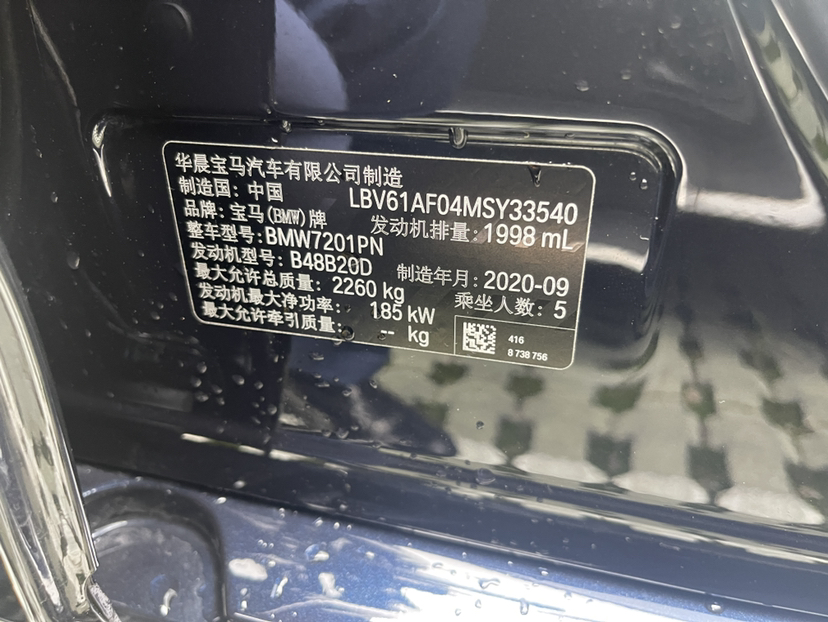 华晨宝马汽车有限公司制造
制造国：中国 LBV61AF04MSY33540
品牌：宝马(BMW)牌 发动机排量：1998 mL
整车型号：BMW7201PN
发动机型号：B48B20D 制造年月：2020-09
最大允许总质量：2260 kg 乘坐人数：5
发动机最大净功率：185 kW
最大允许牵引质量：-- kg
416
8 738 756